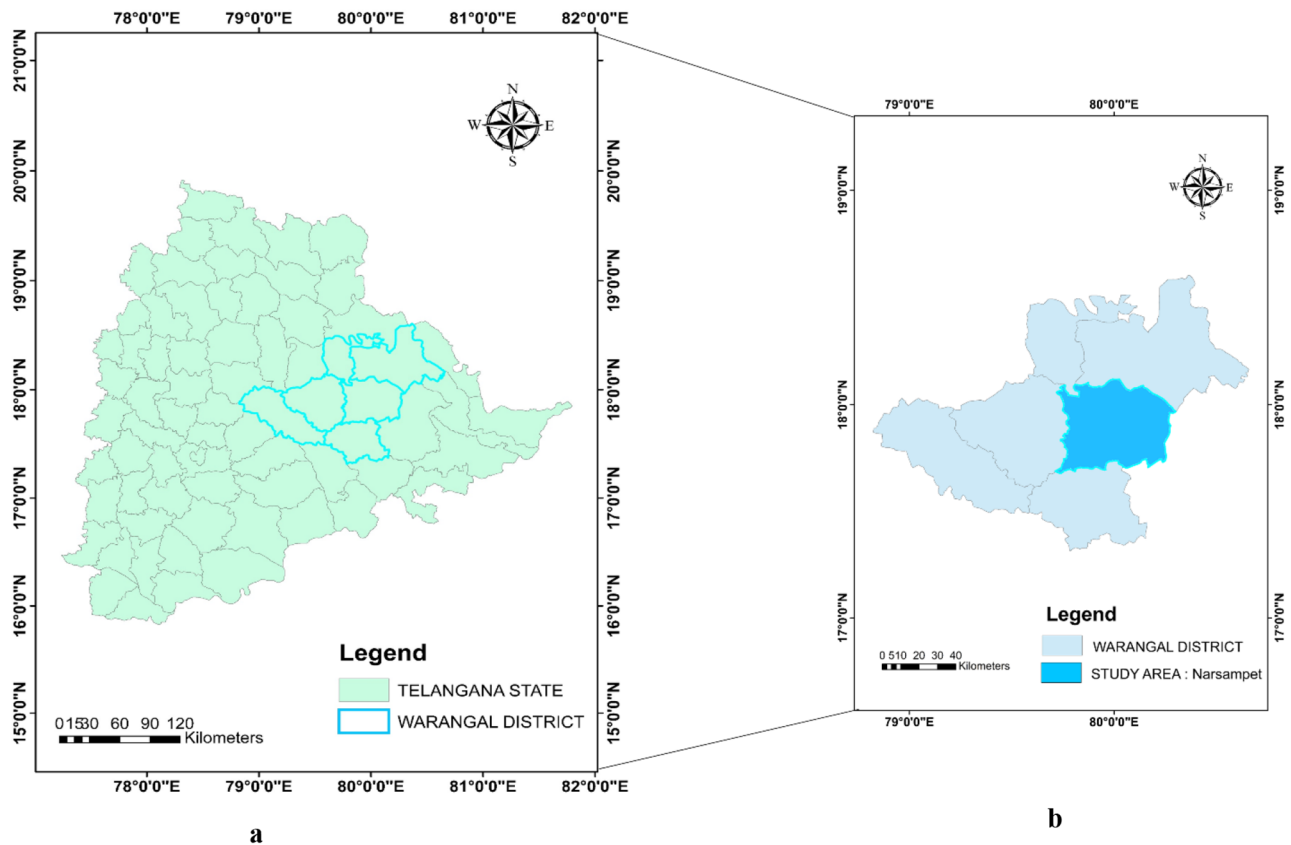 78°0'0"E 79°0'0"E 80°0'0"E 81°0'0"E 82°0'0"E
21°0'0"N 21°0'0"N
20°0'0"N 20°0'0"N
19°0'0"N 19°0'0"N
18°0'0"N 18°0'0"N
17°0'0"N 17°0'0"N
16°0'0"N 16°0'0"N
15°0'0"N 15°0'0"N
N
W E
S
Legend
TELANGANA STATE
WARANGAL DISTRICT
0 15 30 60 90 120
Kilometers
78°0'0"E 79°0'0"E 80°0'0"E 81°0'0"E 82°0'0"E
a
79°0'0"E 80°0'0"E
19°0'0"N 19°0'0"N
18°0'0"N 18°0'0"N
17°0'0"N 17°0'0"N
N
W E
S
Legend
WARANGAL DISTRICT
STUDY AREA : Narsampet
0 5 10 20 30 40
Kilometers
79°0'0"E 80°0'0"E
b